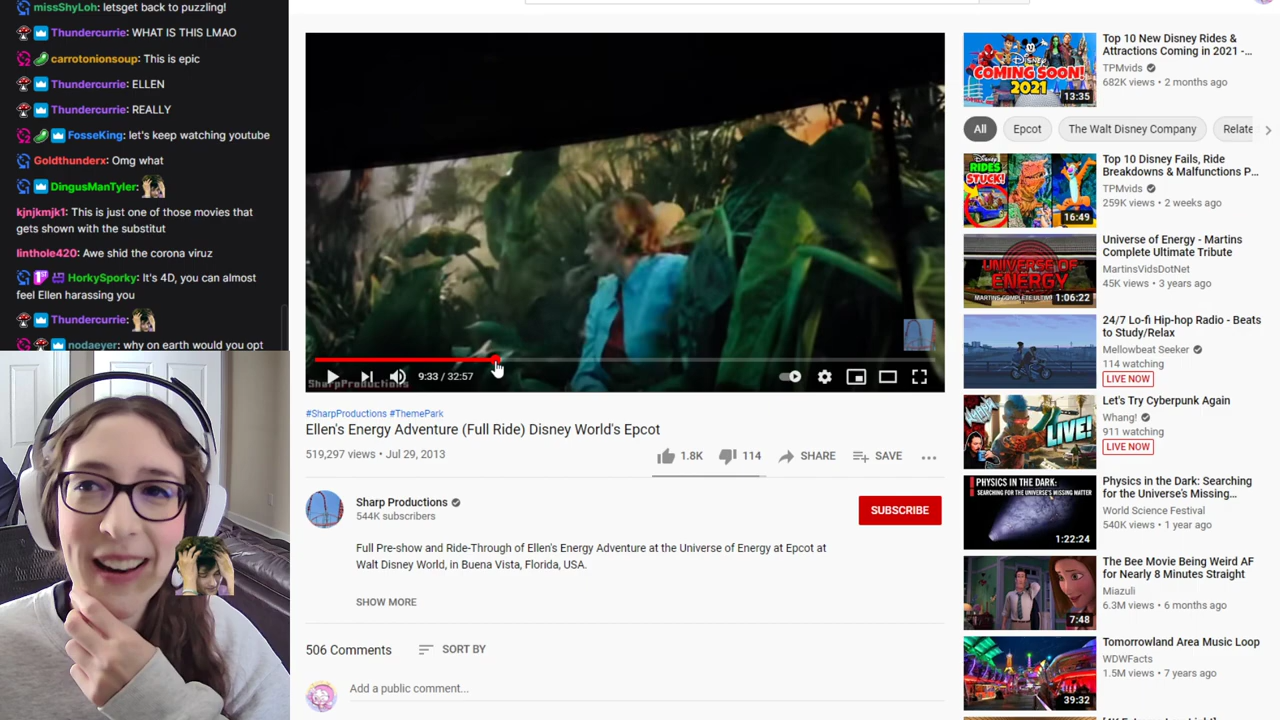 missShyLoh: letsget back to puzzling!
Thundercurrie: WHAT IS THIS LMAO
carrotonionsoup: This is epic
Thundercurrie: ELLEN
Thundercurrie: REALLY
FosseKing: let's keep watching youtube
Goldthunderx: Omg what
DingusManTyler:
kjnjkmjk1: This is just one of those movies that
gets shown with the substitut
linthole420: Awe shid the corona viruz
HorkySporky: It's 4D, you can almost
feel Ellen harassing you
Thundercurrie:
nodaeyer: why on earth would you opt
SharpProductions
9:33 / 32:57
#SharpProductions #ThemePark
Ellen's Energy Adventure (Full Ride) Disney World's Epcot
519,297 views • Jul 29, 2013
1.8K
114
SHARE
SAVE
Sharp Productions
544K subscribers
SUBSCRIBE
Full Pre-show and Ride-Through of Ellen's Energy Adventure at the Universe of Energy at Epcot at
Walt Disney World, in Buena Vista, Florida, USA.
SHOW MORE
506 Comments
SORT BY
Add a public comment...
COMING SOON!
2021
13:35
Top 10 New Disney Rides &
Attractions Coming in 2021 -...
TPMvids
682K views • 2 months ago
All
Epcot
The Walt Disney Company
Relate
RIDES
STUCK!
16:49
Top 10 Disney Fails, Ride
Breakdowns & Malfunctions P...
TPMvids
259K views • 2 weeks ago
UNIVERSE OF
ENERGY
1:06:22
Universe of Energy - Martins
Complete Ultimate Tribute
MartinsVidsDotNet
45K views • 3 years ago
24/7 Lo-fi Hip-hop Radio - Beats
to Study/Relax
Mellowbeat Seeker
114 watching
LIVE NOW
LIVE!
Let's Try Cyberpunk Again
Whang!
911 watching
LIVE NOW
PHYSICS IN THE DARK:
SEARCHING FOR THE UNIVERSE'S MISSING MATTER
1:22:24
Physics in the Dark: Searching
for the Universe's Missing...
World Science Festival
540K views • 1 year ago
7:48
The Bee Movie Being Weird AF
for Nearly 8 Minutes Straight
Miazuli
6.3M views • 6 months ago
39:32
Tomorrowland Area Music Loop
WDWFacts
1.5M views • 7 years ago